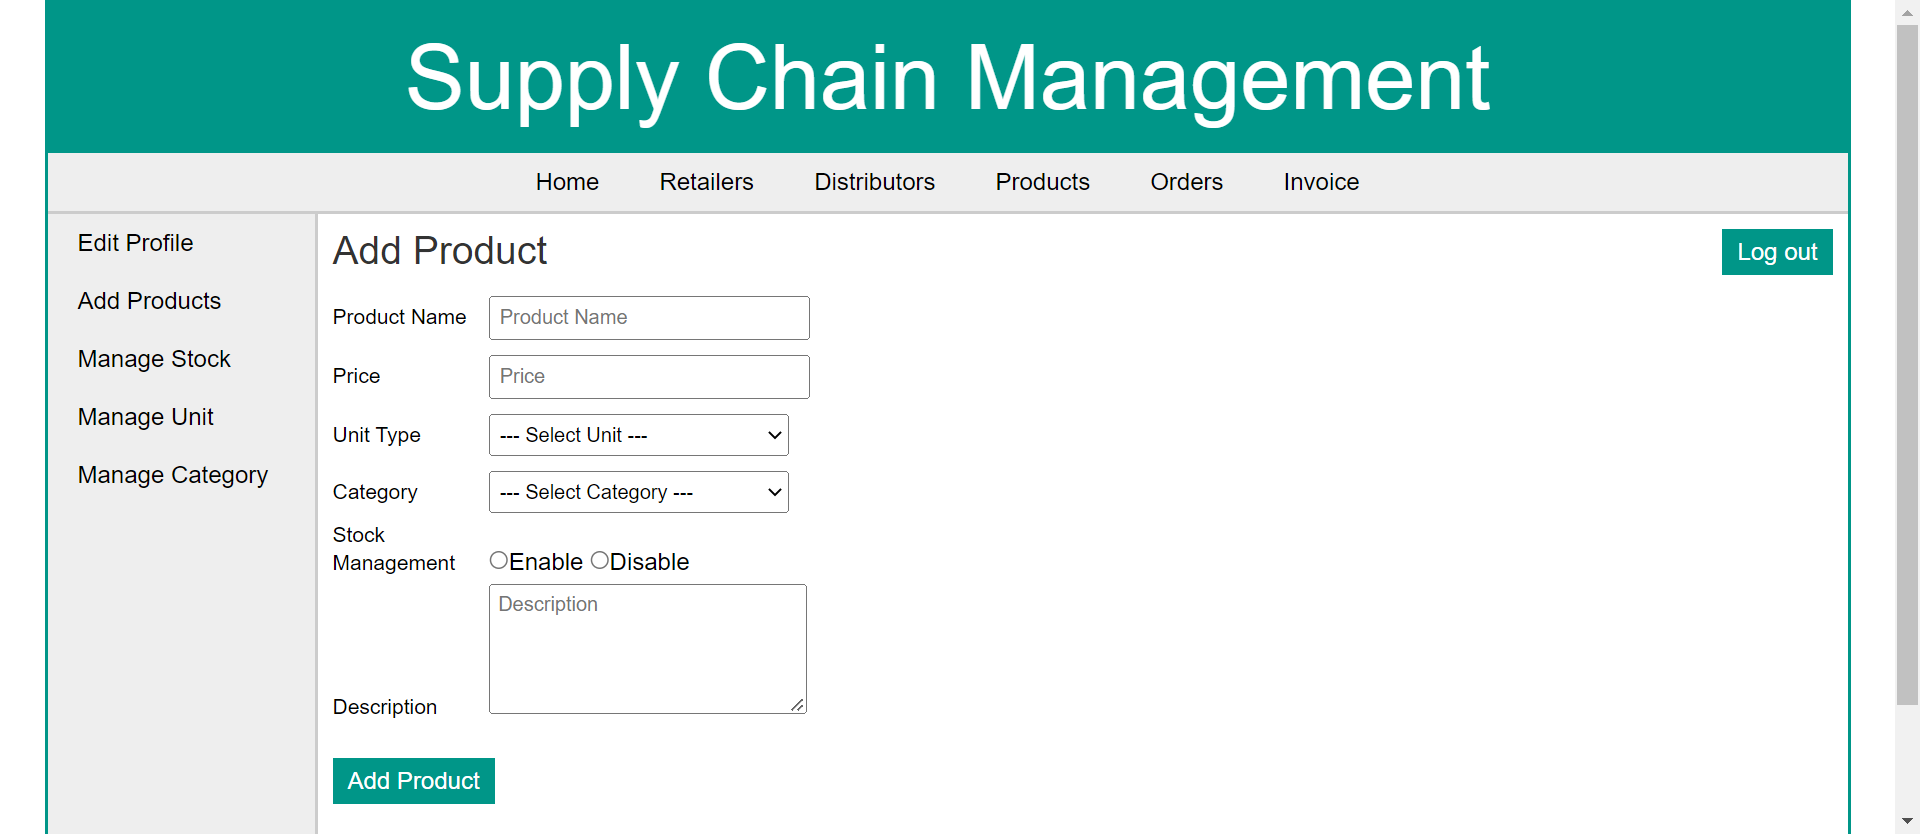 Supply Chain Management
Home Retailers Distributors Products Orders Invoice
Edit Profile
Add Products
Manage Stock
Manage Unit
Manage Category
Add Product
Log out
Product Name Product Name
Price Price
Unit Type --- Select Unit ---
Category --- Select Category ---
Stock
Management Enable Disable
Description
Description
Add Product